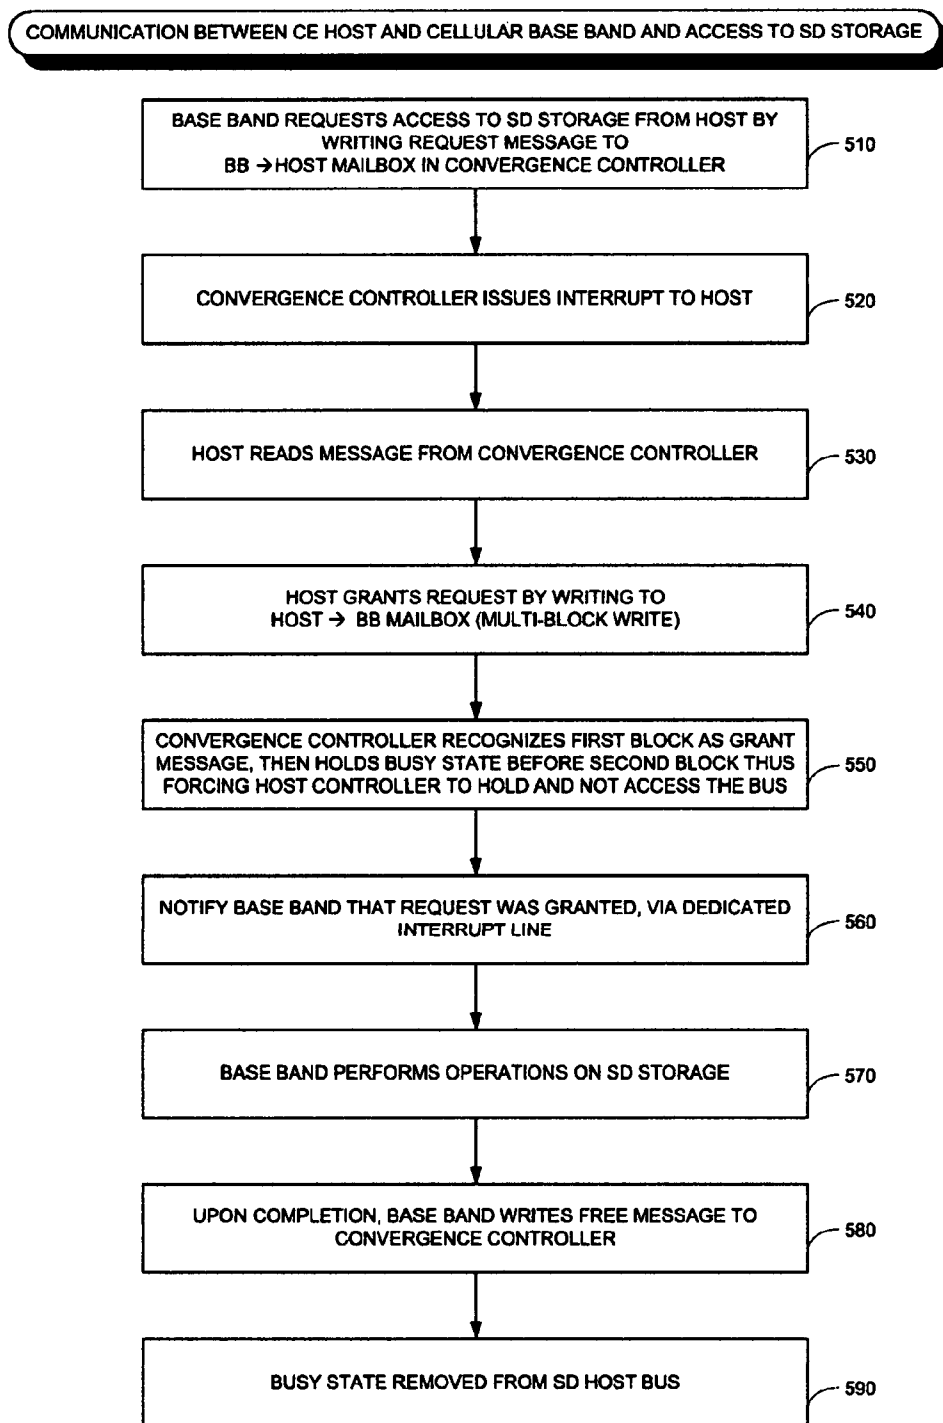 COMMUNICATION BETWEEN CE HOST AND CELLULAR BASE BAND AND ACCESS TO SD STORAGE
BASE BAND REQUESTS ACCESS TO SD STORAGE FROM HOST BY
WRITING REQUEST MESSAGE TO
BB → HOST MAILBOX IN CONVERGENCE CONTROLLER
510
CONVERGENCE CONTROLLER ISSUES INTERRUPT TO HOST
520
HOST READS MESSAGE FROM CONVERGENCE CONTROLLER
530
HOST GRANTS REQUEST BY WRITING TO
HOST → BB MAILBOX (MULTI-BLOCK WRITE)
540
CONVERGENCE CONTROLLER RECOGNIZES FIRST BLOCK AS GRANT
MESSAGE, THEN HOLDS BUSY STATE BEFORE SECOND BLOCK THUS
FORCING HOST CONTROLLER TO HOLD AND NOT ACCESS THE BUS
550
NOTIFY BASE BAND THAT REQUEST WAS GRANTED, VIA DEDICATED
INTERRUPT LINE
560
BASE BAND PERFORMS OPERATIONS ON SD STORAGE
570
UPON COMPLETION, BASE BAND WRITES FREE MESSAGE TO
CONVERGENCE CONTROLLER
580
BUSY STATE REMOVED FROM SD HOST BUS
590